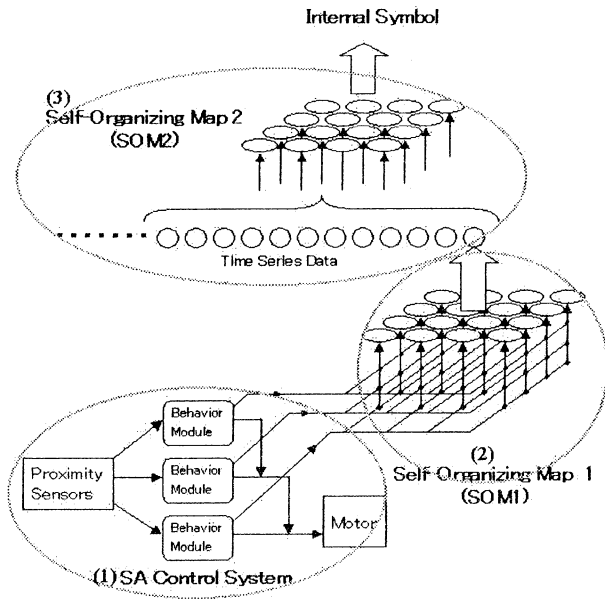 Internal Symbol
(3)
Self-Organizing Map 2
(SOM2)
Time Series Data
Behavior
Module
Proximity
Sensors
Behavior
Module
Behavior
Module
Motor
(2)
Self-Organizing Map 1
(SOM1)
(1) SA Control System